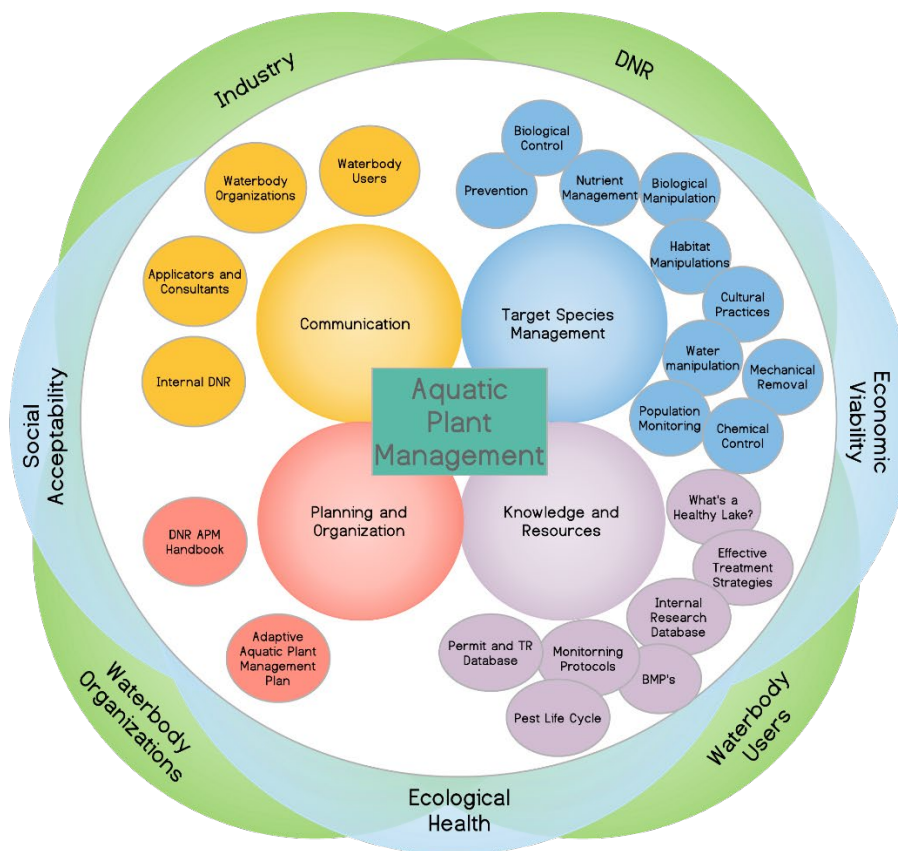 Industry
DNR
Biological
Control
Waterbody
Users
Waterbody
Organizations
Prevention
Nutrient
Management
Biological
Manipulation
Habitat
Manipulations
Applicators and
Consultants
Cultural
Practices
Communication
Target Species
Management
Water
manipulation
Mechanical
Removal
Internal DNR
Population
Monitoring
Chemical
Control
Social
Acceptability
Economic
Viability
Aquatic
Plant
Management
What's a
Healthy Lake?
Planning and
Organization
Knowledge and
Resources
DNR APM
Handbook
Effective
Treatment
Strategies
Internal
Research
Database
Adaptive
Aquatic Plant
Management
Plan
Permit and TR
Database
Monitorning
Protocols
BMP's
Pest Life Cycle
Waterbody
Organizations
Waterbody
Users
Ecological
Health